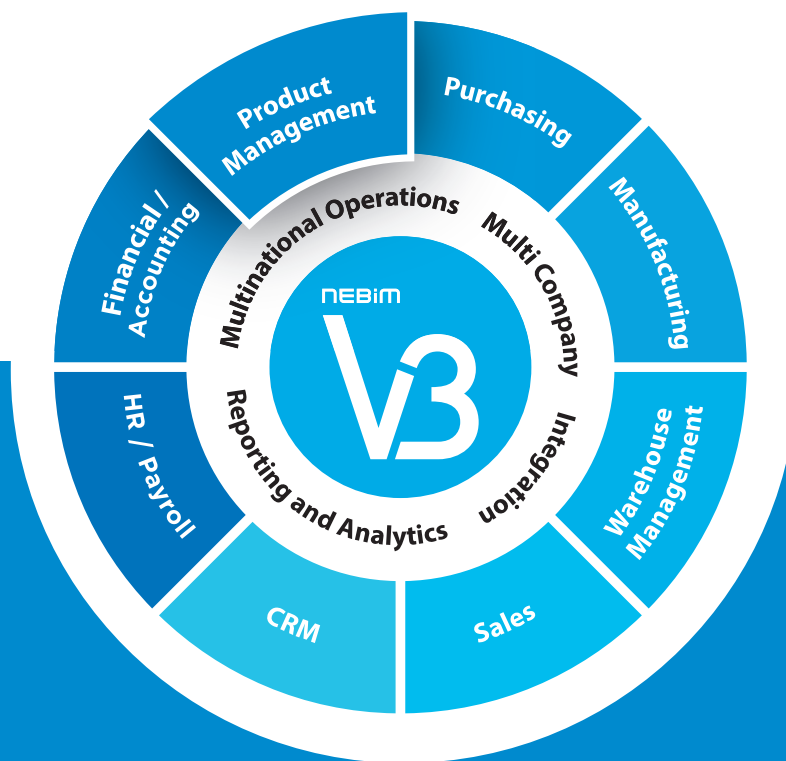 Product
Management
Purchasing
Manufacturing
Warehouse
Management
Sales
CRM
HR / Payroll
Financial /
Accounting
Multinational Operations
Multi Company
Integration
Reporting and Analytics
NEBiM
V3